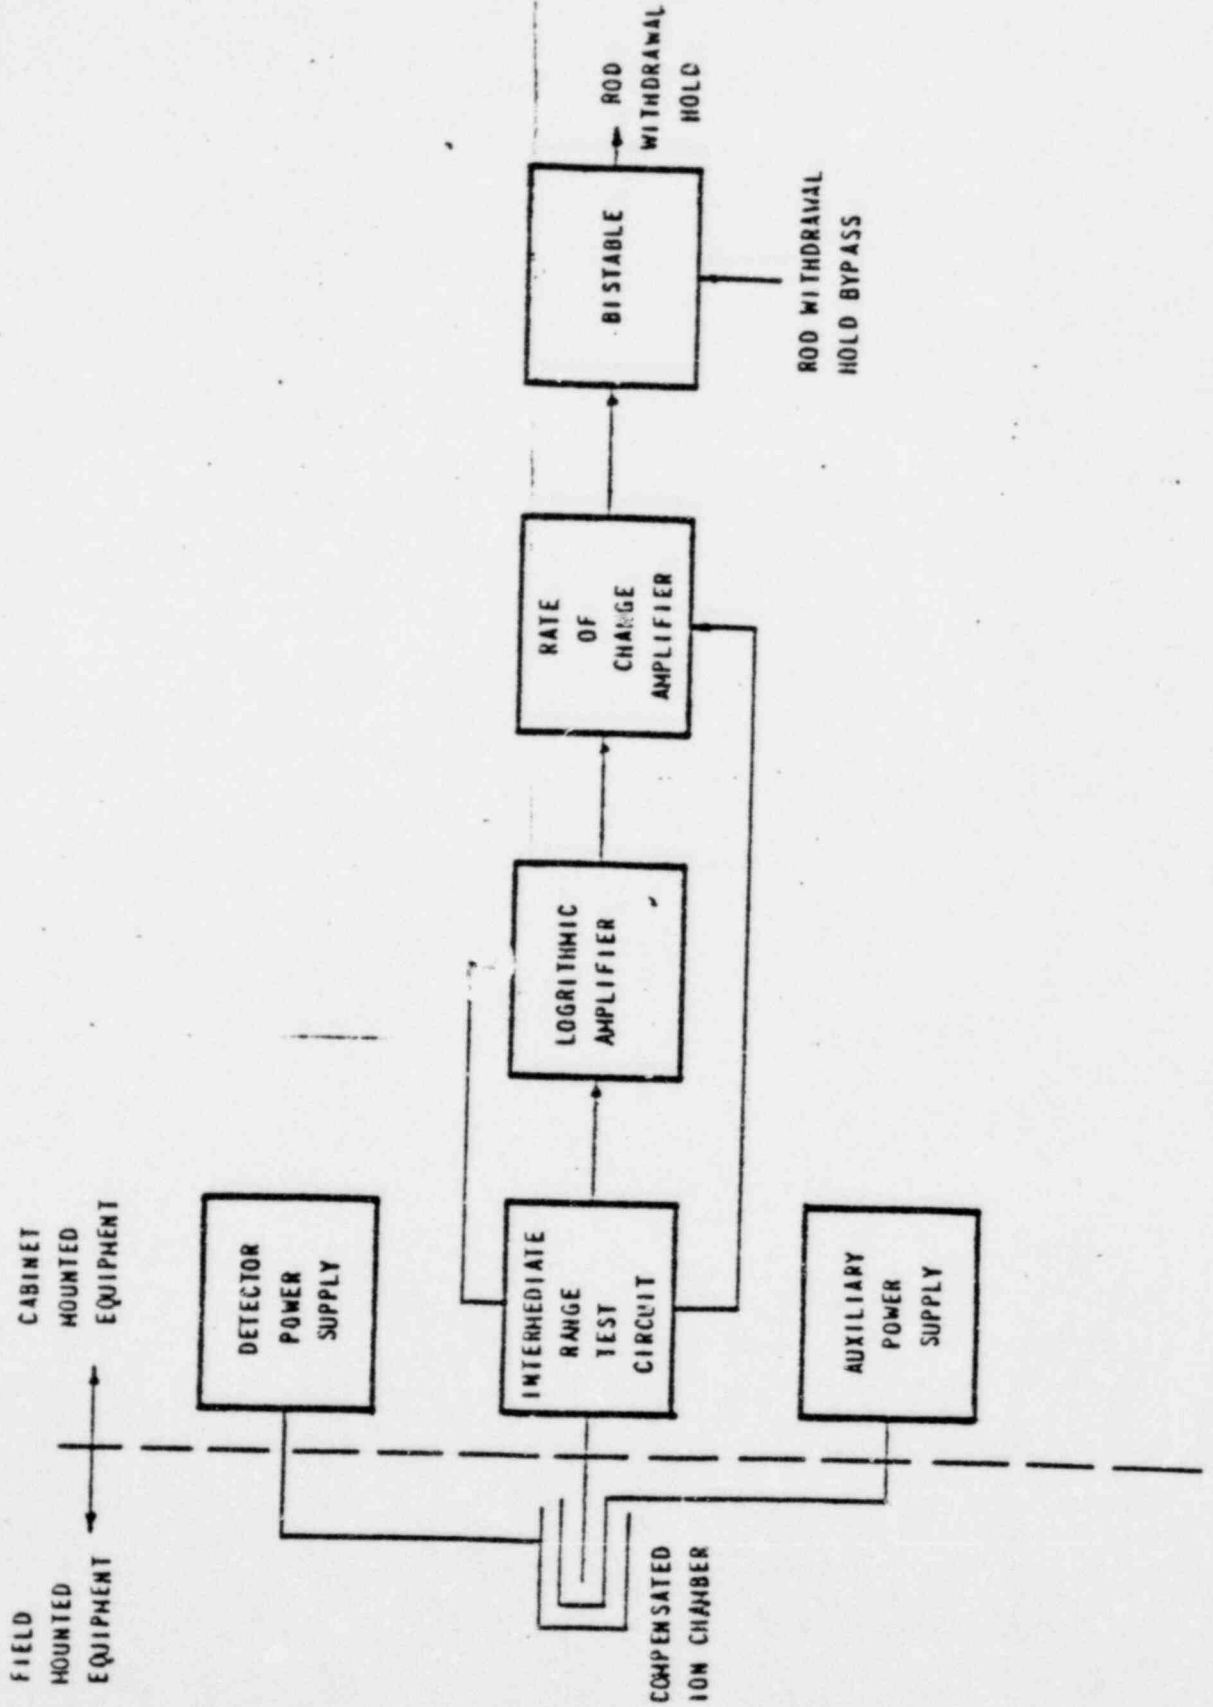 FIELD
MOUNTED
EQUIPMENT
CABINET
MOUNTED
EQUIPMENT
DETECTOR
POWER
SUPPLY
COMPENSATED
ION CHAMBER
INTERMEDIATE
RANGE
TEST
CIRCUIT
LOGRITHMIC
AMPLIFIER
RATE
OF
CHANGE
AMPLIFIER
BISTABLE
ROD
WITHDRAWAL
HOLD
ROD WITHDRAWAL
HOLD BYPASS
AUXILIARY
POWER
SUPPLY